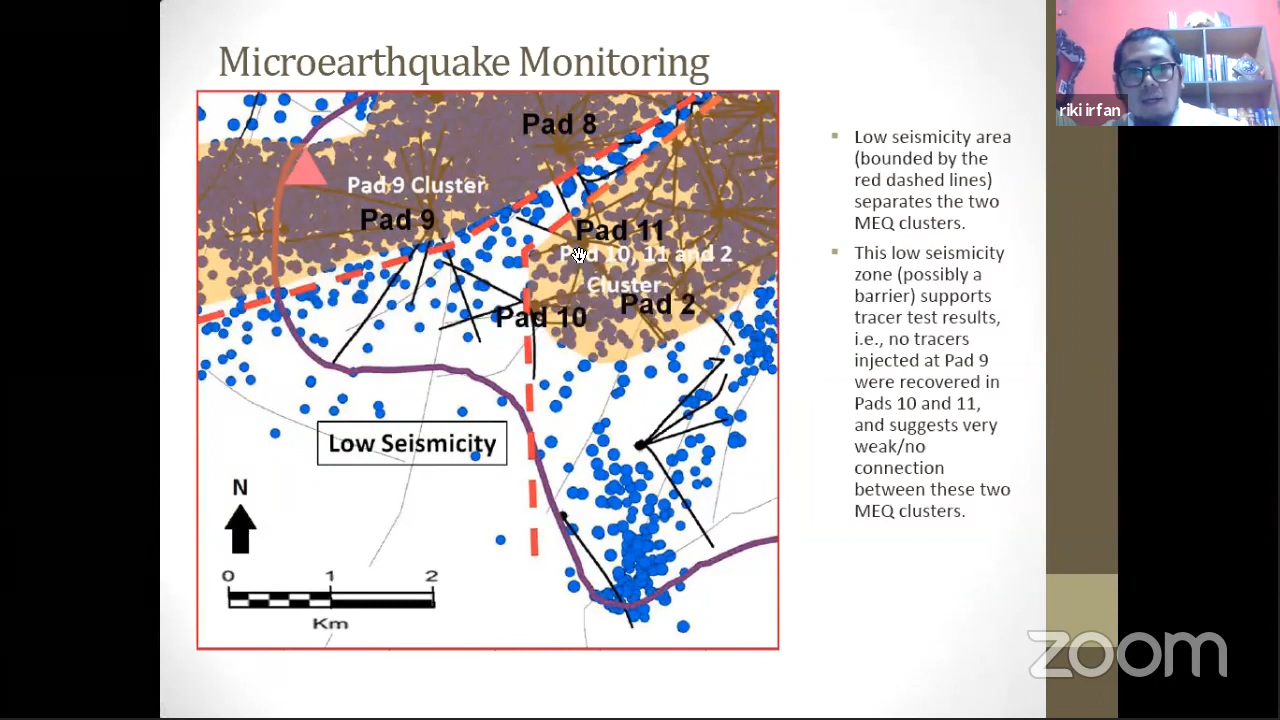 Microearthquake Monitoring
Pad 8
Pad 9 Cluster
Pad 9
Pad 11
Pad 10, 11 and 2
Cluster
Pad 2
Pad 10
Low Seismicity
N
0 1 2
Km
Low seismicity area
(bounded by the
red dashed lines)
separates the two
MEQ clusters.
This low seismicity
zone (possibly a
barrier) supports
tracer test results,
i.e., no tracers
injected at Pad 9
were recovered in
Pads 10 and 11,
and suggests very
weak/no
connection
between these two
MEQ clusters.
riki irfan
zoom